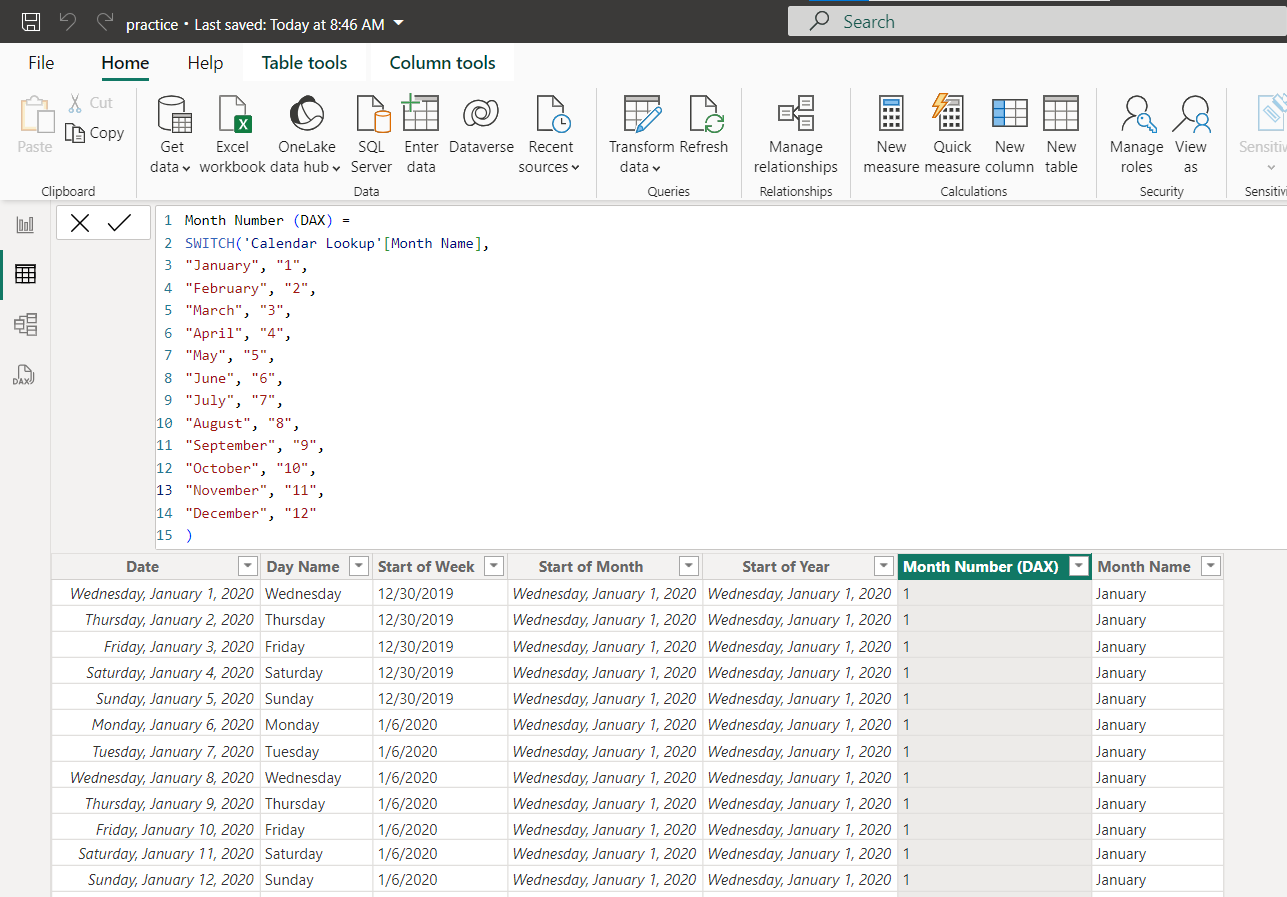 practice • Last saved: Today at 8:46 AM
Search
File Home Help Table tools Column tools
Paste
Cut
Copy
Clipboard
Get data
Excel workbook
OneLake data hub
SQL Server
Enter data
Dataverse
Recent sources
Data
Transform data
Refresh
Queries
Manage relationships
Relationships
New measure
Quick measure
New column
New table
Calculations
Manage roles
View as
Security
Sensitiv
Sensitivi
DAX
1 Month Number (DAX) =
2 SWITCH('Calendar Lookup'[Month Name],
3 "January", "1",
4 "February", "2",
5 "March", "3",
6 "April", "4",
7 "May", "5",
8 "June", "6",
9 "July", "7",
10 "August", "8",
11 "September", "9",
12 "October", "10",
13 "November", "11",
14 "December", "12"
15 )
Date Day Name Start of Week Start of Month Start of Year Month Number (DAX) Month Name
Wednesday, January 1, 2020 Wednesday 12/30/2019 Wednesday, January 1, 2020 Wednesday, January 1, 2020 1 January
Thursday, January 2, 2020 Thursday 12/30/2019 Wednesday, January 1, 2020 Wednesday, January 1, 2020 1 January
Friday, January 3, 2020 Friday 12/30/2019 Wednesday, January 1, 2020 Wednesday, January 1, 2020 1 January
Saturday, January 4, 2020 Saturday 12/30/2019 Wednesday, January 1, 2020 Wednesday, January 1, 2020 1 January
Sunday, January 5, 2020 Sunday 12/30/2019 Wednesday, January 1, 2020 Wednesday, January 1, 2020 1 January
Monday, January 6, 2020 Monday 1/6/2020 Wednesday, January 1, 2020 Wednesday, January 1, 2020 1 January
Tuesday, January 7, 2020 Tuesday 1/6/2020 Wednesday, January 1, 2020 Wednesday, January 1, 2020 1 January
Wednesday, January 8, 2020 Wednesday 1/6/2020 Wednesday, January 1, 2020 Wednesday, January 1, 2020 1 January
Thursday, January 9, 2020 Thursday 1/6/2020 Wednesday, January 1, 2020 Wednesday, January 1, 2020 1 January
Friday, January 10, 2020 Friday 1/6/2020 Wednesday, January 1, 2020 Wednesday, January 1, 2020 1 January
Saturday, January 11, 2020 Saturday 1/6/2020 Wednesday, January 1, 2020 Wednesday, January 1, 2020 1 January
Sunday, January 12, 2020 Sunday 1/6/2020 Wednesday, January 1, 2020 Wednesday, January 1, 2020 1 January